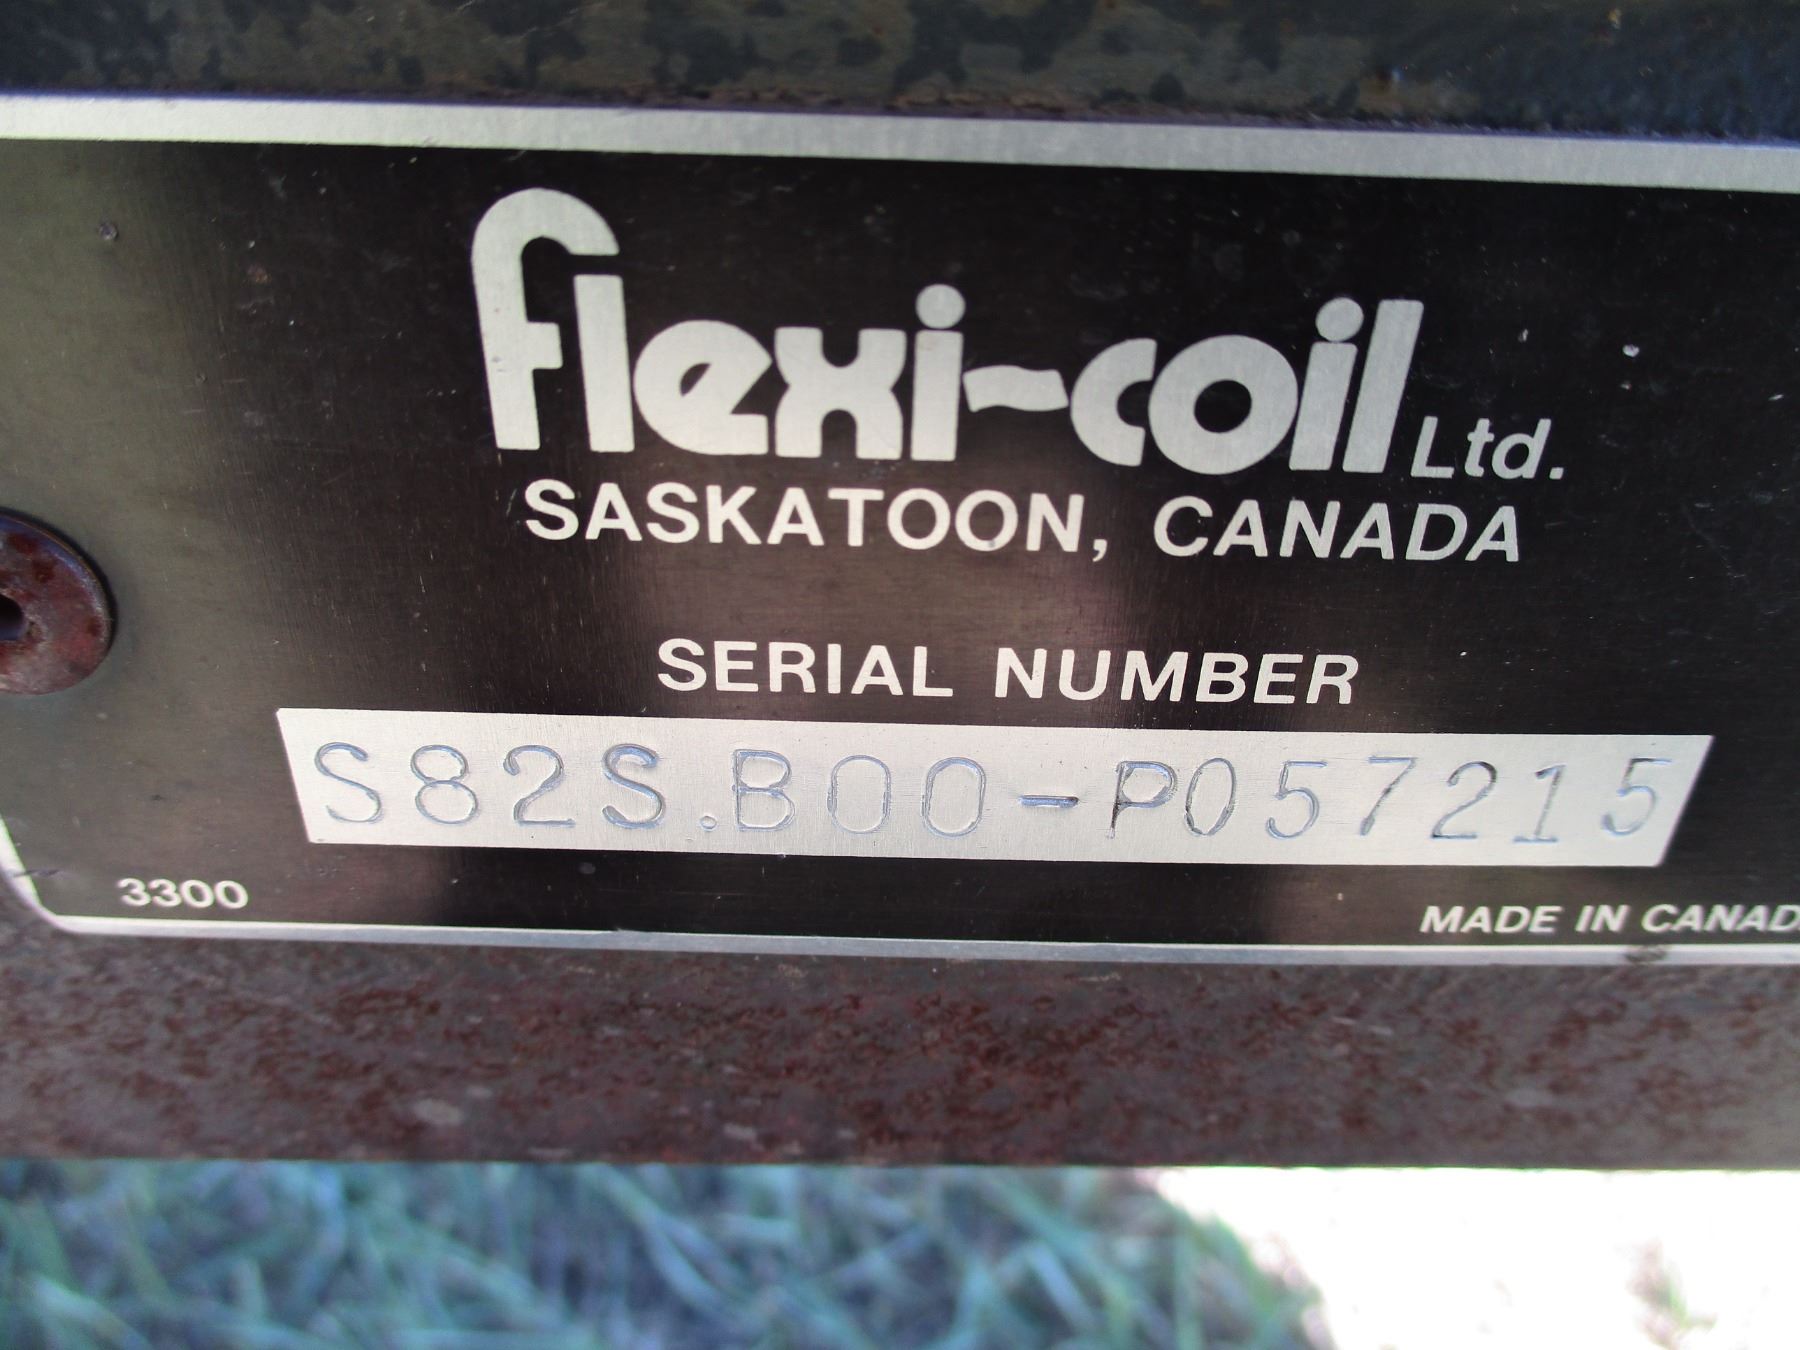 flexi-coil Ltd.
SASKATOON, CANADA
SERIAL NUMBER
S82S.B00-P057215
3300
MADE IN CANAD